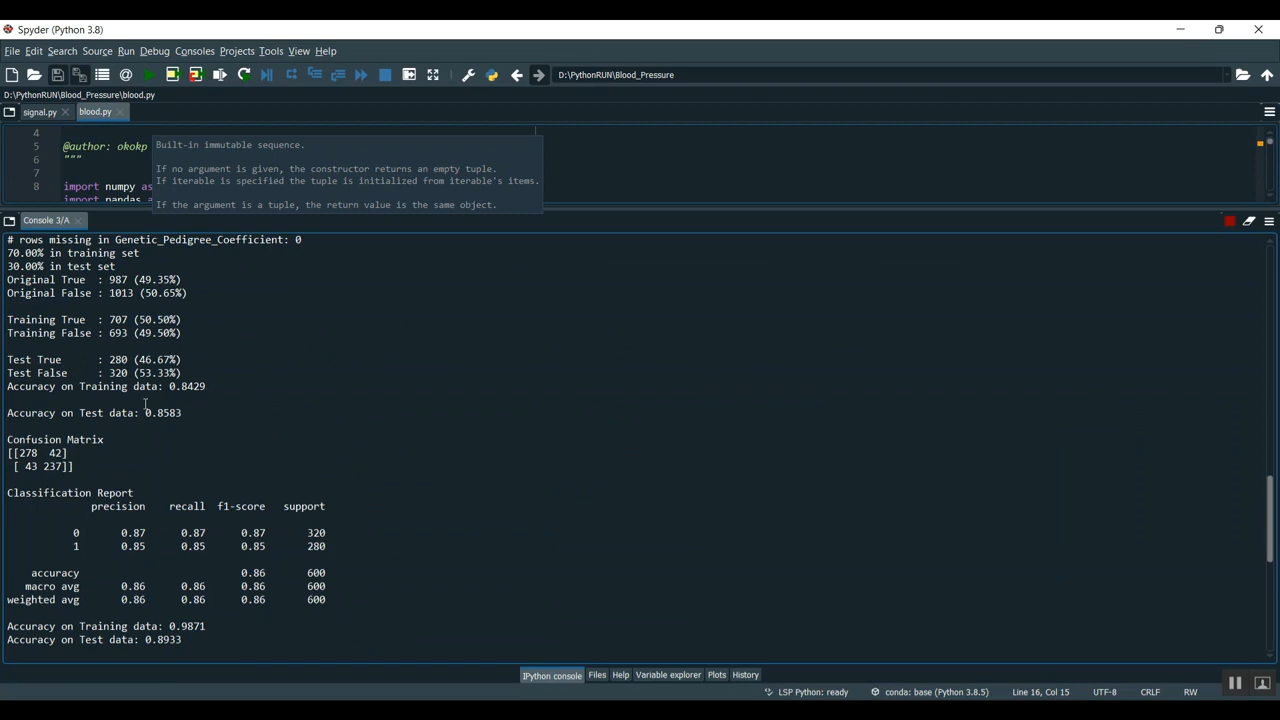 Spyder (Python 3.8)
File Edit Search Source Run Debug Consoles Projects Tools View Help
D:\PythonRUN\Blood_Pressure
D:\PythonRUN\Blood_Pressure\blood.py
signal.py blood.py
4
5 @author: okokp
6 """
7
8 import numpy as
import pandas
Built-in immutable sequence.
If no argument is given, the constructor returns an empty tuple.
If iterable is specified the tuple is initialized from iterable's items.
If the argument is a tuple, the return value is the same object.
Console 3/A
# rows missing in Genetic_Pedigree_Coefficient: 0
70.00% in training set
30.00% in test set
Original True  : 987 (49.35%)
Original False : 1013 (50.65%)
Training True  : 707 (50.50%)
Training False : 693 (49.50%)
Test True      : 280 (46.67%)
Test False     : 320 (53.33%)
Accuracy on Training data: 0.8429
Accuracy on Test data: 0.8583
Confusion Matrix
[[278  42]
 [ 43 237]]
Classification Report
precision recall f1-score support
0 0.87 0.87 0.87 320
1 0.85 0.85 0.85 280
accuracy 0.86 600
macro avg 0.86 0.86 0.86 600
weighted avg 0.86 0.86 0.86 600
Accuracy on Training data: 0.9871
Accuracy on Test data: 0.8933
IPython console Files Help Variable explorer Plots History
LSP Python: ready conda: base (Python 3.8.5) Line 16, Col 15 UTF-8 CRLF RW